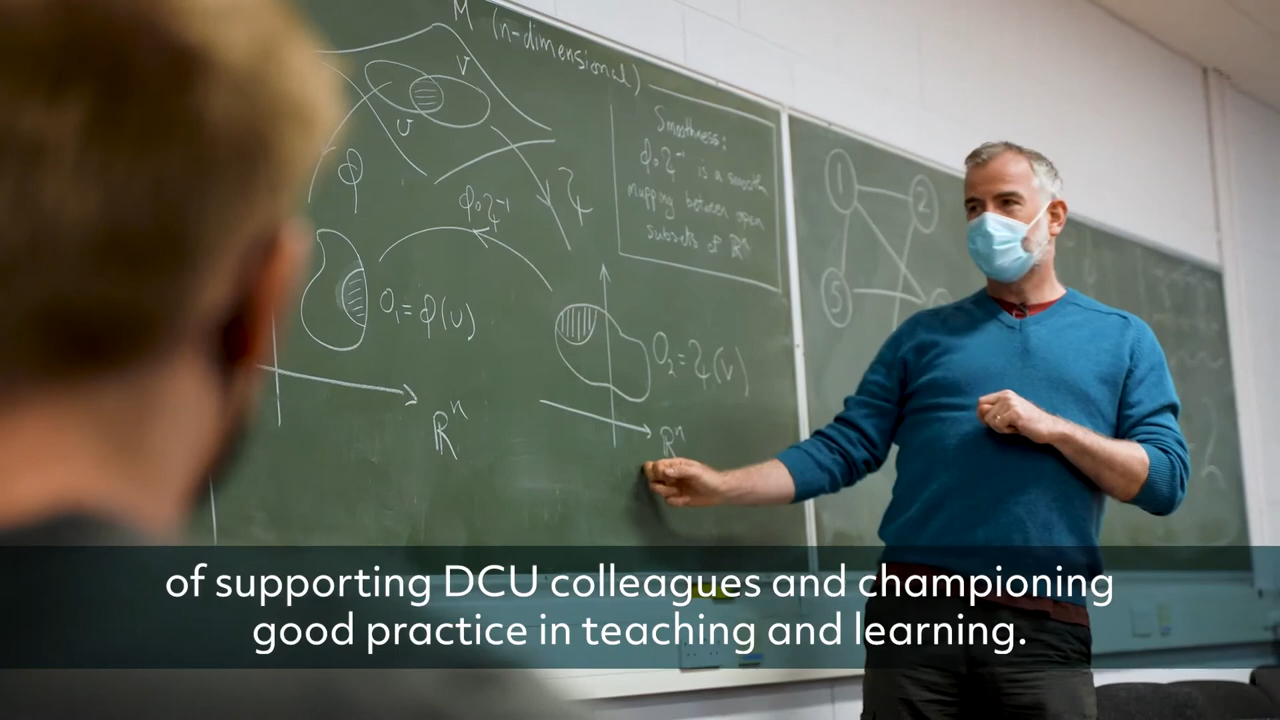 M (n-dimensional)
V
U
φ
φ∘ψ⁻¹
ψ
Smoothness:
φ∘ψ⁻¹ is a smooth
mapping between open
subsets of ℝⁿ
O₁=φ(U)
O₂=ψ(V)
ℝⁿ
ℝⁿ
1
2
5
of supporting DCU colleagues and championing
good practice in teaching and learning.